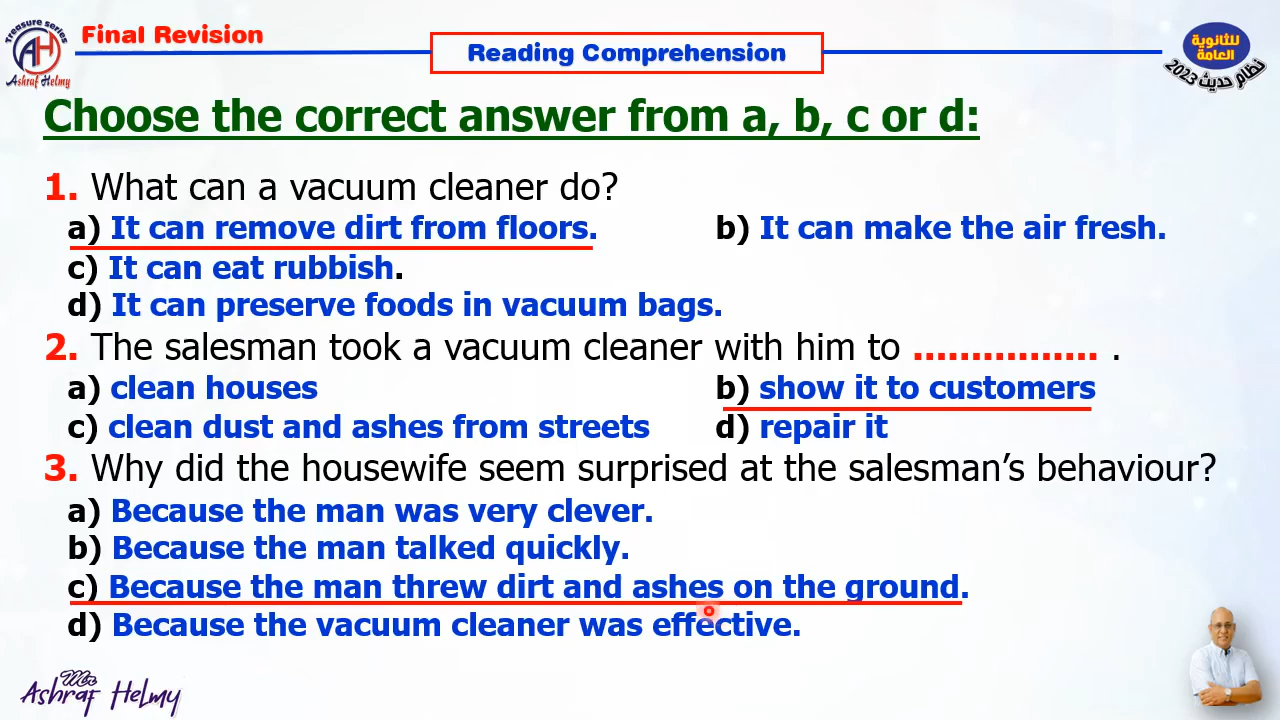 Treasure series
AH
Ashraf Helmy
Final Revision
Reading Comprehension
للثانوية
العامة
نظام حديث 2023
Choose the correct answer from a, b, c or d:
1. What can a vacuum cleaner do?
a) It can remove dirt from floors. b) It can make the air fresh.
c) It can eat rubbish.
d) It can preserve foods in vacuum bags.
2. The salesman took a vacuum cleaner with him to ................ .
a) clean houses b) show it to customers
c) clean dust and ashes from streets d) repair it
3. Why did the housewife seem surprised at the salesman’s behaviour?
a) Because the man was very clever.
b) Because the man talked quickly.
c) Because the man threw dirt and ashes on the ground.
d) Because the vacuum cleaner was effective.
Mr
Ashraf Helmy